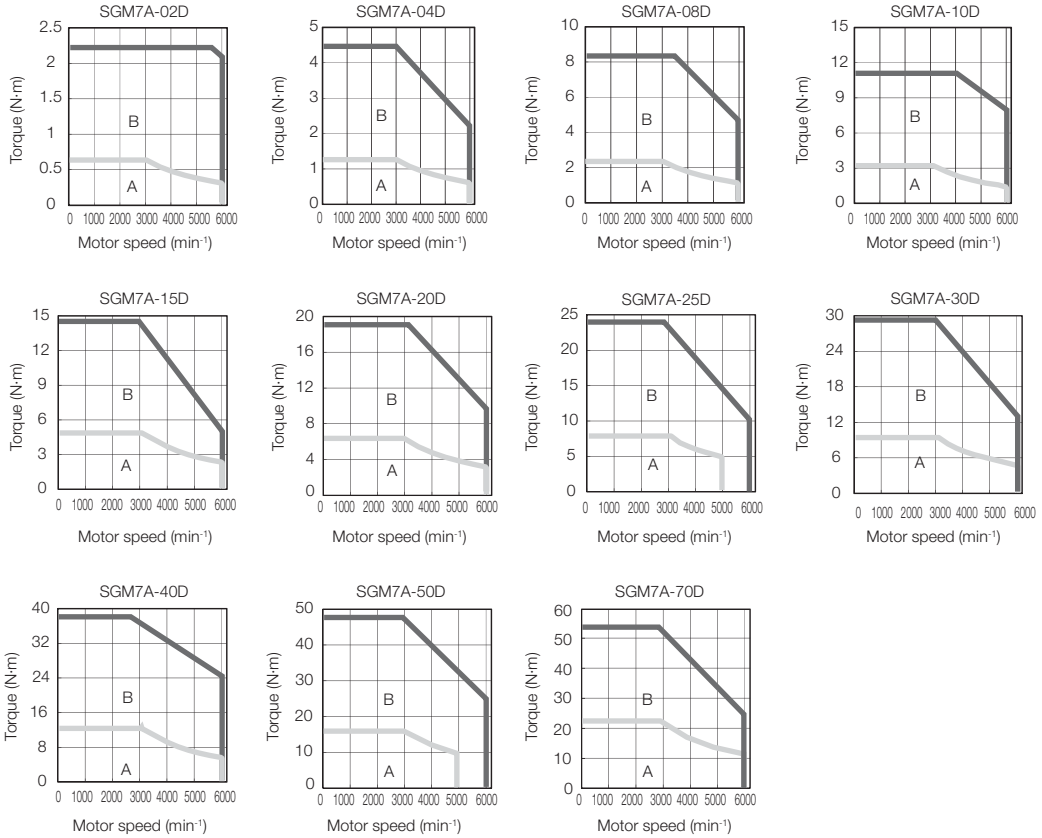 SGM7A-02D
2.5
2
1.5
1
0.5
0
Torque (N·m)
B
A
0 1000 2000 3000 4000 5000 6000
Motor speed (min-1)
SGM7A-04D
5
4
3
2
1
0
Torque (N·m)
B
A
0 1000 2000 3000 4000 5000 6000
Motor speed (min-1)
SGM7A-08D
10
8
6
4
2
0
Torque (N·m)
B
A
0 1000 2000 3000 4000 5000 6000
Motor speed (min-1)
SGM7A-10D
15
11
9
6
3
0
Torque (N·m)
B
A
0 1000 2000 3000 4000 5000 6000
Motor speed (min-1)
SGM7A-15D
15
14
9
6
3
0
Torque (N·m)
B
A
0 1000 2000 3000 4000 5000 6000
Motor speed (min-1)
SGM7A-20D
20
16
12
8
4
0
Torque (N·m)
B
A
0 1000 2000 3000 4000 5000 6000
Motor speed (min-1)
SGM7A-25D
25
20
15
10
5
0
Torque (N·m)
B
A
0 1000 2000 3000 4000 5000 6000
Motor speed (min-1)
SGM7A-30D
30
24
18
12
6
0
Torque (N·m)
B
A
0 1000 2000 3000 4000 5000 6000
Motor speed (min-1)
SGM7A-40D
40
36
24
16
8
0
Torque (N·m)
B
A
0 1000 2000 3000 4000 5000 6000
Motor speed (min-1)
SGM7A-50D
50
40
30
20
10
0
Torque (N·m)
B
A
0 1000 2000 3000 4000 5000 6000
Motor speed (min-1)
SGM7A-70D
60
50
40
30
20
10
0
Torque (N·m)
B
A
0 1000 2000 3000 4000 5000 6000
Motor speed (min-1)